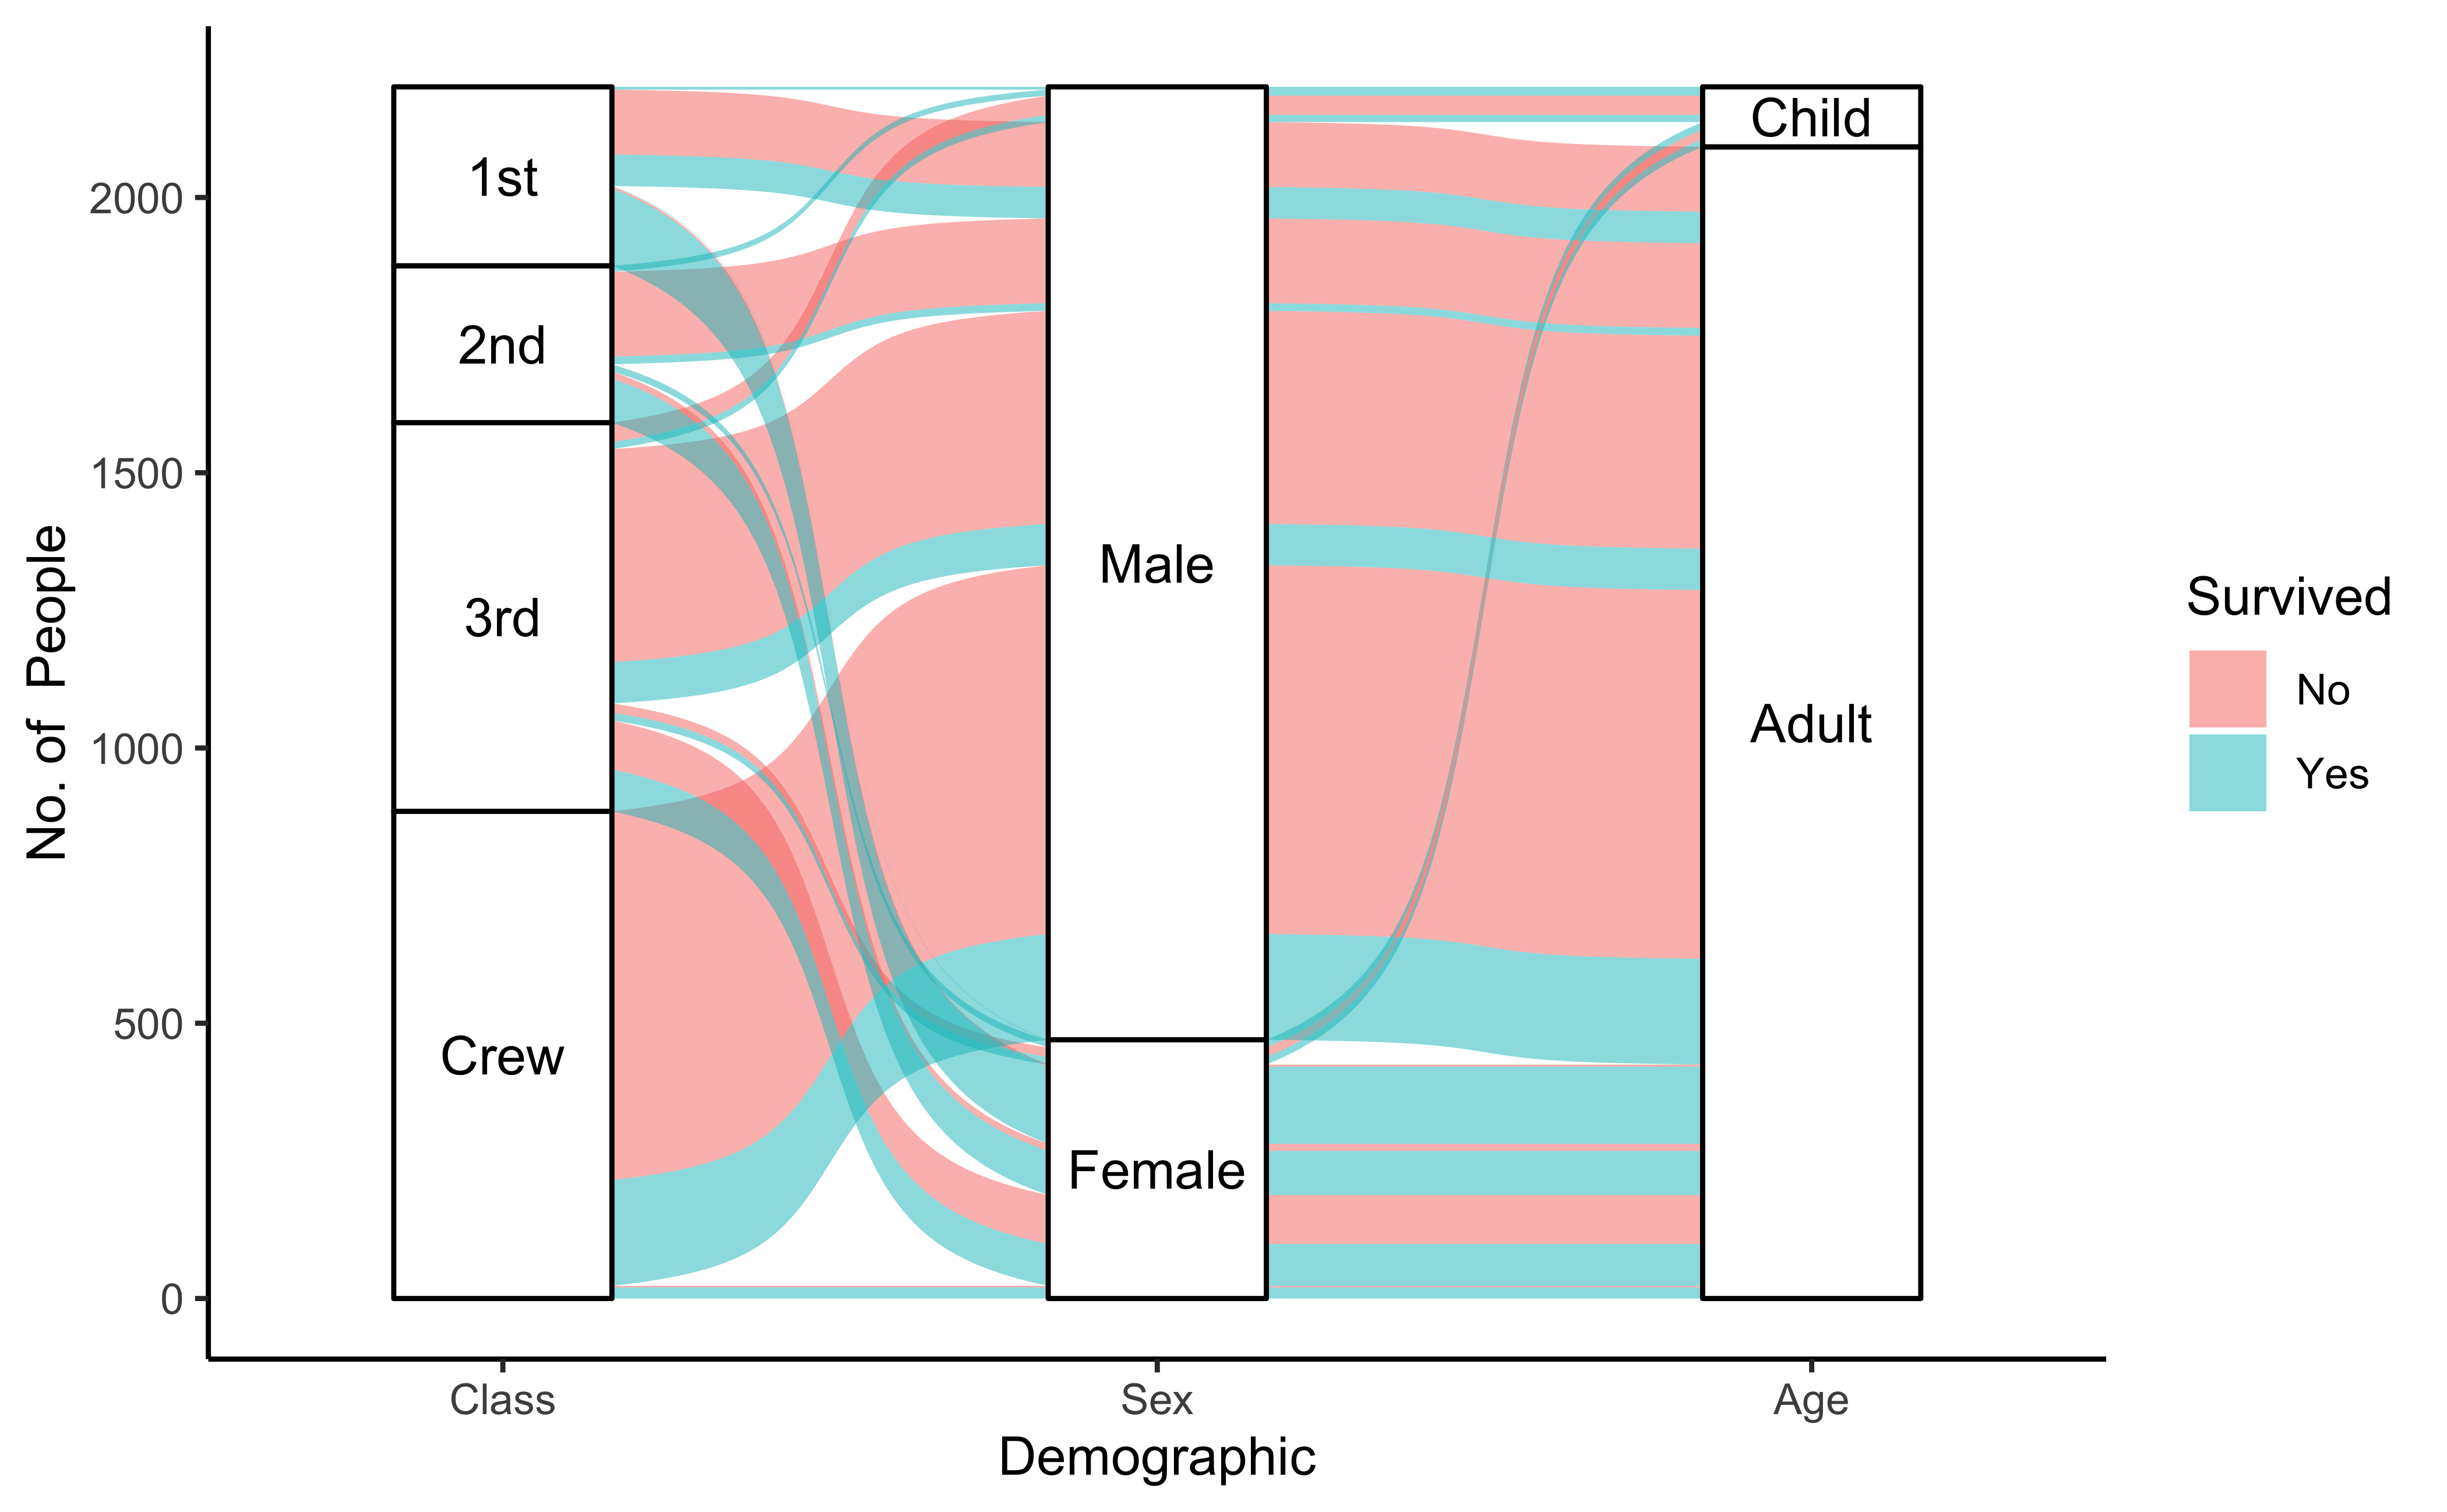 No. of People
2000
1500
1000
500
0
1st
2nd
3rd
Crew
Male
Female
Child
Adult
Class
Sex
Age
Demographic
Survived
No
Yes